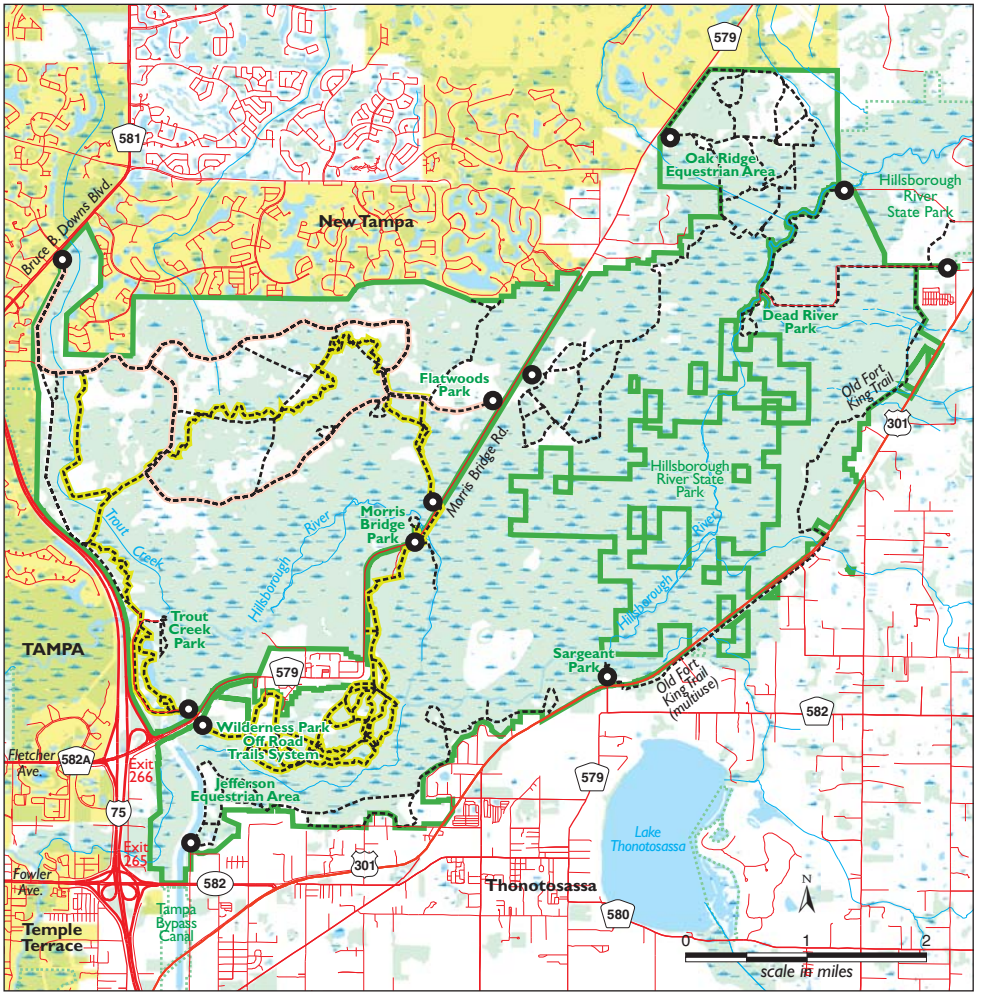 579
581
Oak Ridge
Equestrian Area
Hillsborough
River
State Park
Bruce B. Downs Blvd.
New Tampa
Dead River
Park
Flatwoods
Park
Old Fort
King Trail
301
Morris Bridge Rd.
Hillsborough
River State
Park
Trout Creek
Hillsborough River
Morris
Bridge
Park
Hillsborough River
Trout
Creek
Park
TAMPA
579
Sargeant
Park
Old Fort
King Trail
(multiuse)
582
Wilderness Park
Off Road
Trails System
Fletcher
Ave.
582A
Exit
266
579
Jefferson
Equestrian Area
75
Lake
Thonotosassa
Exit
265
301
Fowler
Ave.
582
Thonotosassa
N
Tampa
Bypass
Canal
580
Temple
Terrace
0 1 2
scale in miles